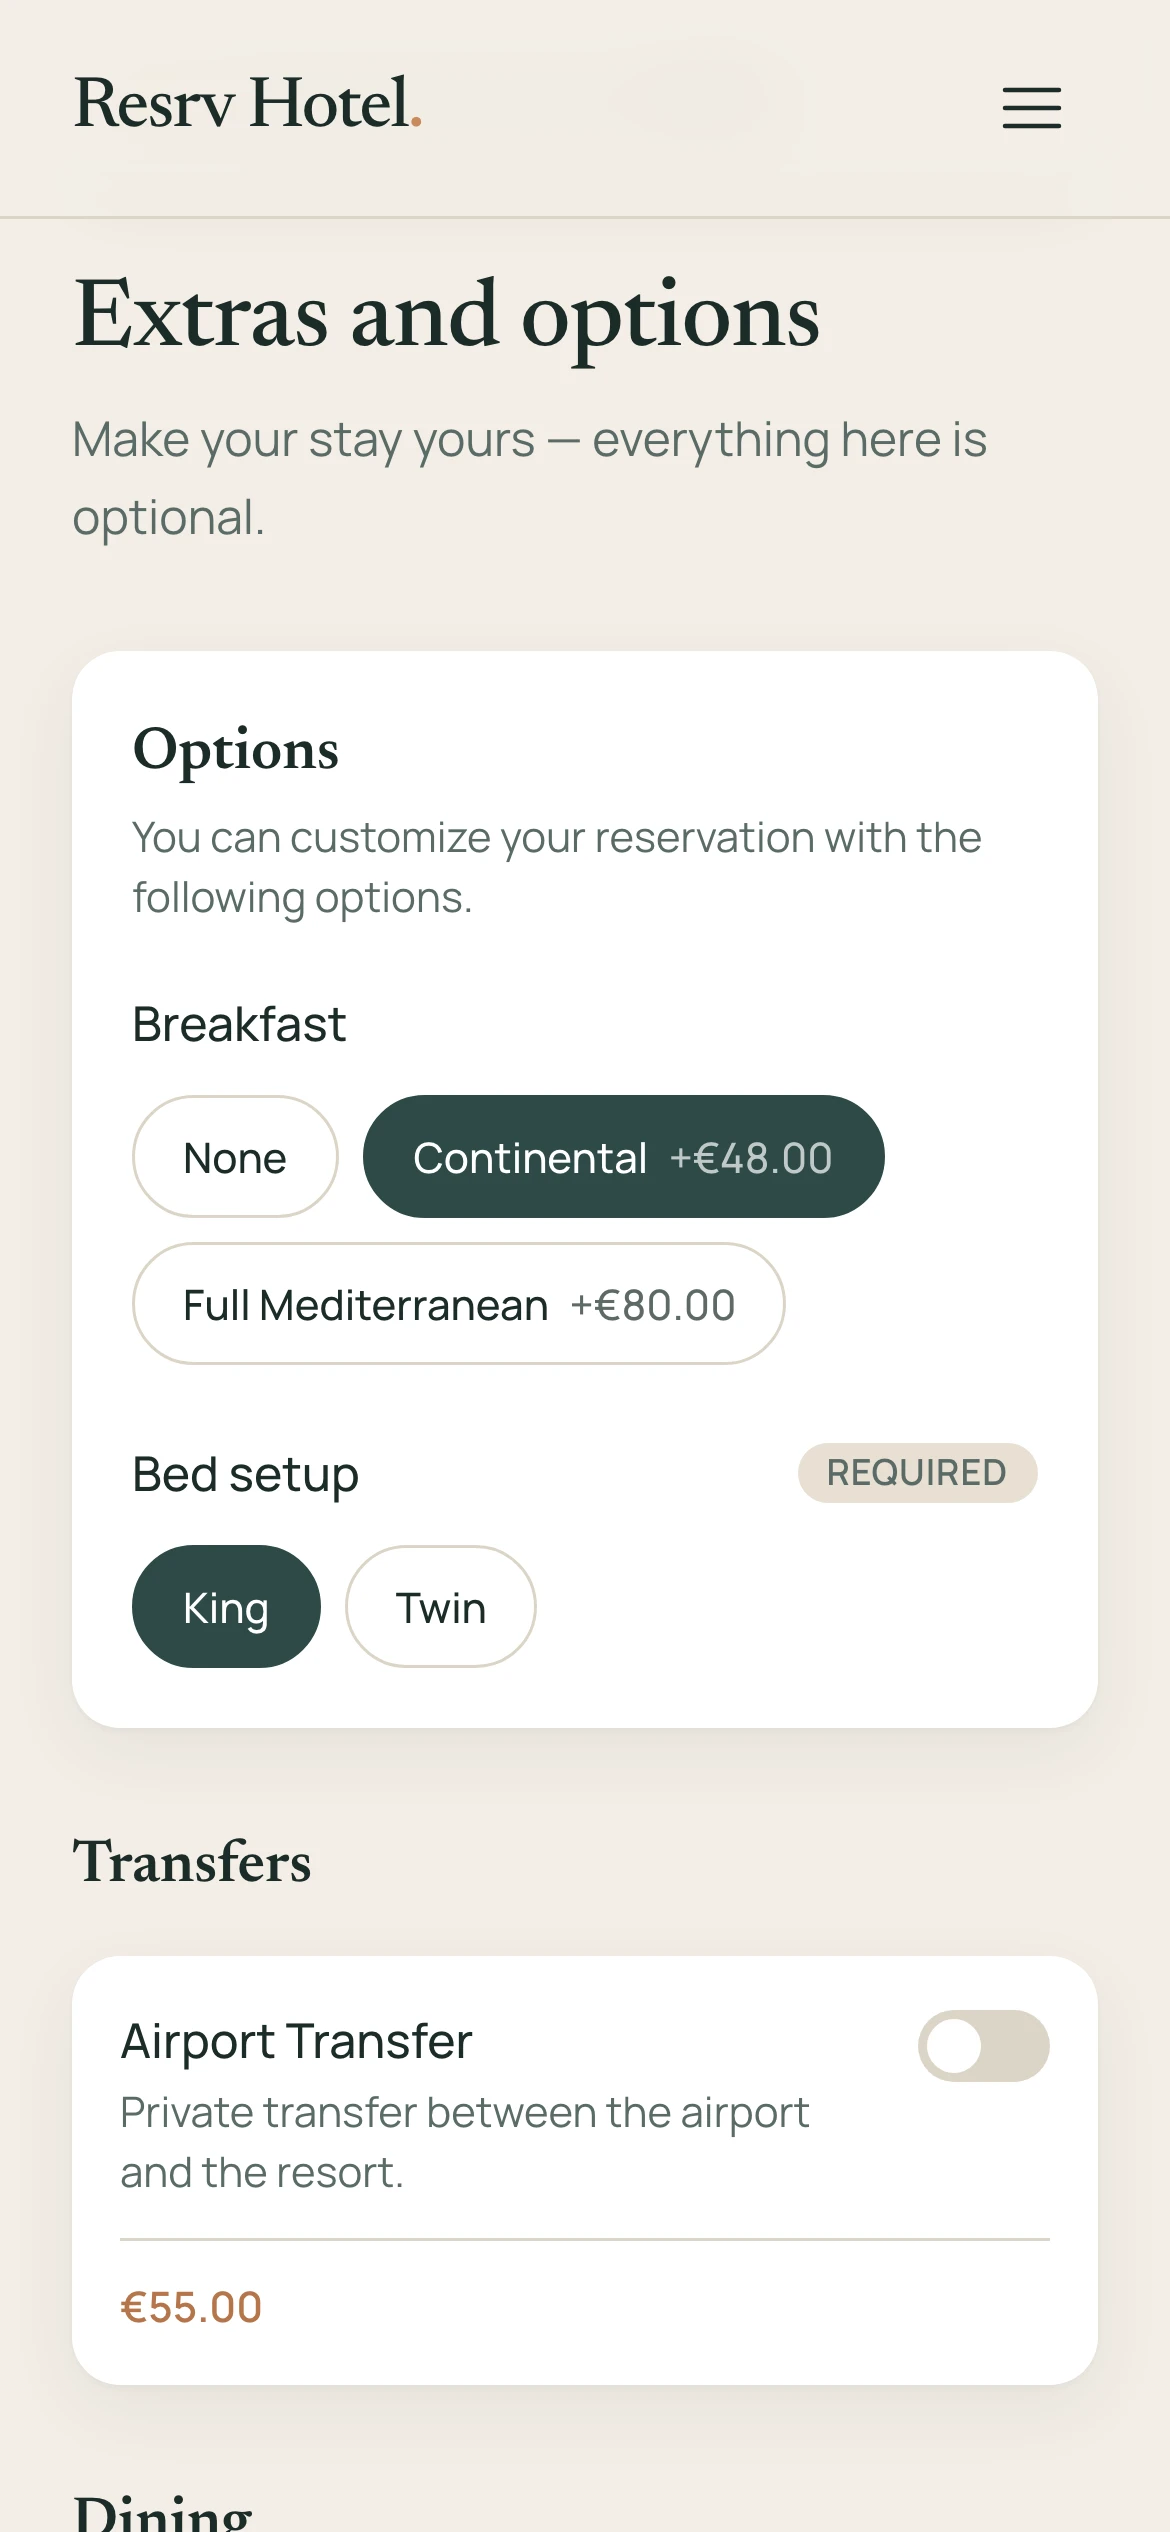 Resrv Hotel.
Extras and options
Make your stay yours — everything here is
optional.
Options
You can customize your reservation with the
following options.
Breakfast
None
Continental +€48.00
Full Mediterranean +€80.00
Bed setup
REQUIRED
King
Twin
Transfers
Airport Transfer
Private transfer between the airport
and the resort.
€55.00
Dining